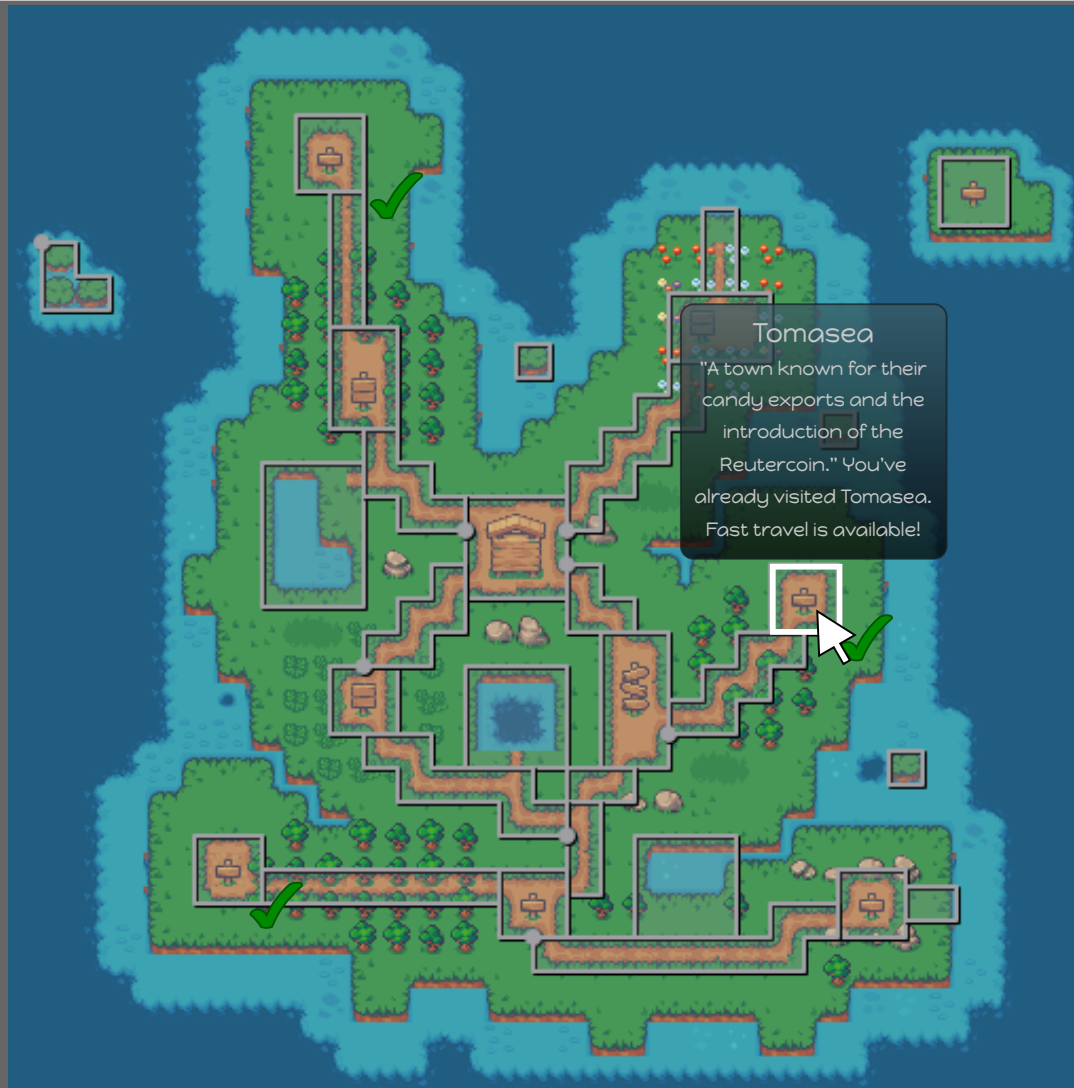 Tomasea
"A town known for their
candy exports and the
introduction of the
Reutercoin." You've
already visited Tomasea.
Fast travel is available!